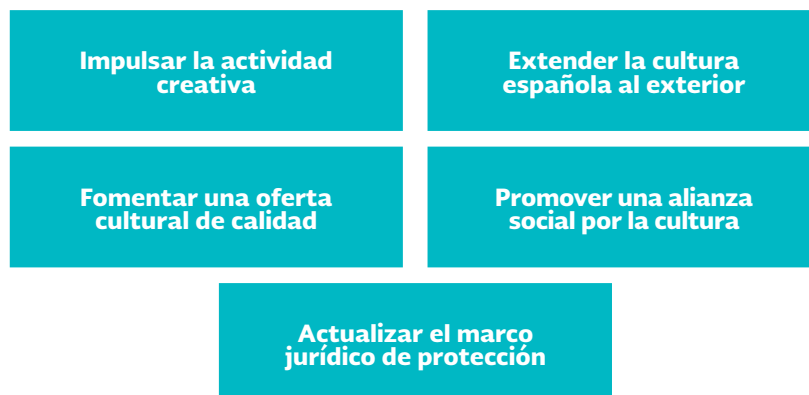 Impulsar la actividad
creativa
Extender la cultura
española al exterior
Fomentar una oferta
cultural de calidad
Promover una alianza
social por la cultura
Actualizar el marco
jurídico de protección